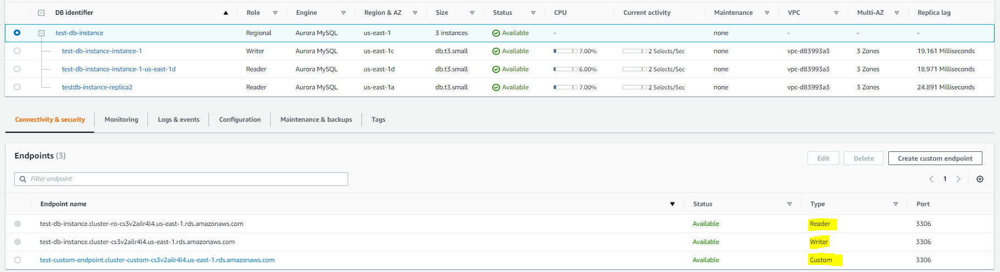 DB identifier Role Engine Region & AZ Size Status CPU Current activity Maintenance VPC Multi-AZ Replica lag
test-db-instance Regional Aurora MySQL us-east-1 3 instances Available - none - - -
test-db-instance-instance-1 Writer Aurora MySQL us-east-1c db.t3.small Available 7.00% 2 Selects/Sec none vpc-d83993a3 3 Zones 19.161 Milliseconds
test-db-instance-instance-1-us-east-1d Reader Aurora MySQL us-east-1d db.t3.small Available 6.00% 2 Selects/Sec none vpc-d83993a3 3 Zones 18.971 Milliseconds
testdb-instance-replica2 Reader Aurora MySQL us-east-1a db.t3.small Available 7.00% 2 Selects/Sec none vpc-d83993a3 3 Zones 24.891 Milliseconds
Connectivity & security Monitoring Logs & events Configuration Maintenance & backups Tags
Endpoints (3) Edit Delete Create custom endpoint
Filter endpoint 1
Endpoint name Status Type Port
test-db-instance.cluster-ro-cs3v2ailr4l4.us-east-1.rds.amazonaws.com Available Reader 3306
test-db-instance.cluster-cs3v2ailr4l4.us-east-1.rds.amazonaws.com Available Writer 3306
test-custom-endpoint.cluster-custom-cs3v2ailr4l4.us-east-1.rds.amazonaws.com Available Custom 3306